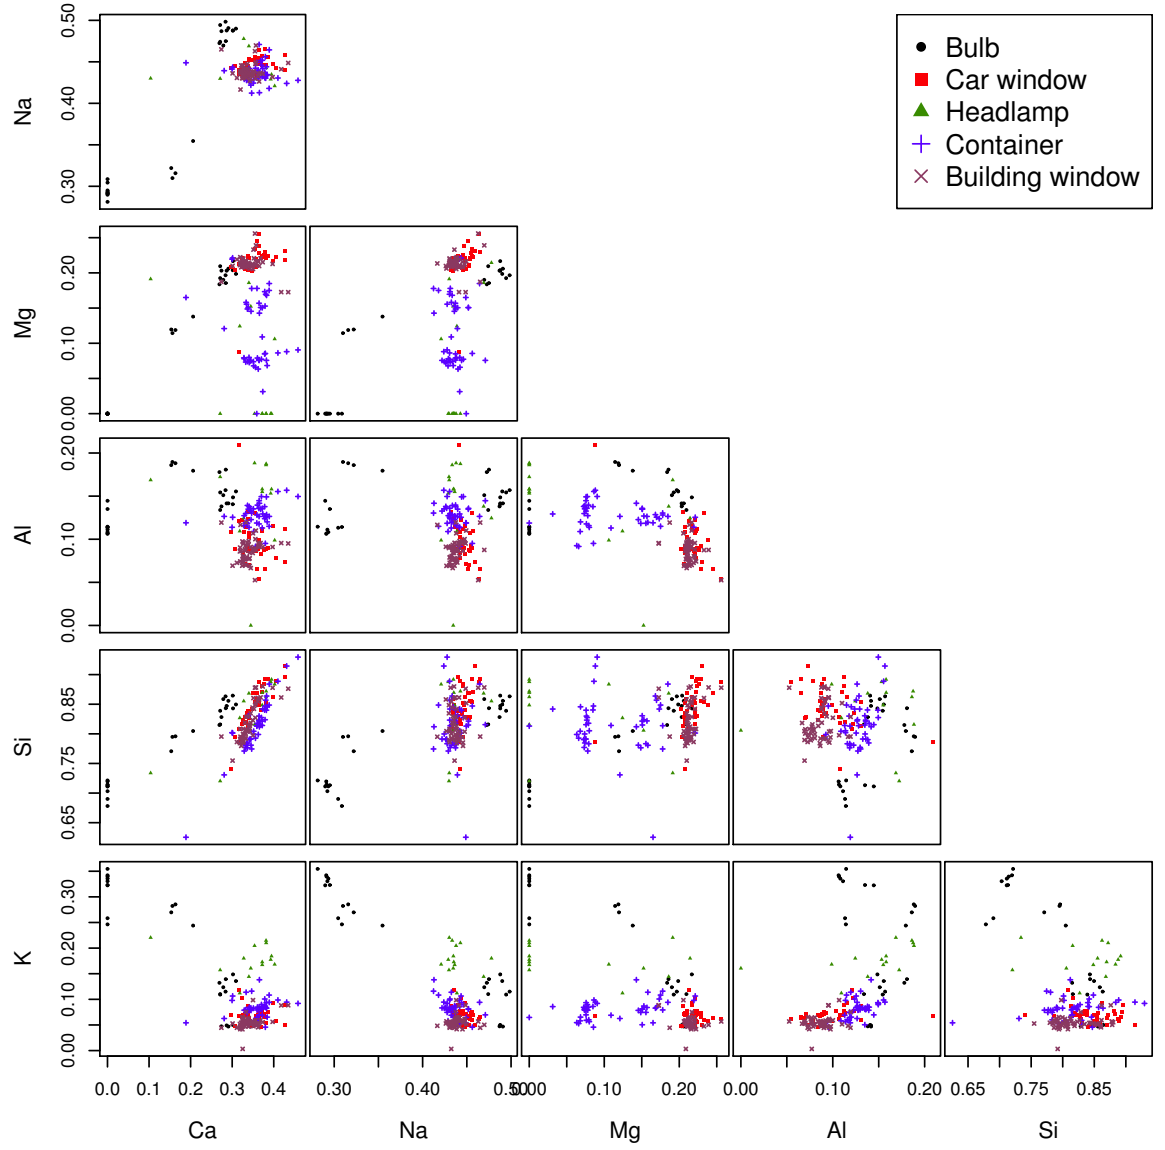 Bulb
Car window
Headlamp
Container
Building window
Na
0.30 0.40 0.50
Mg
0.00 0.10 0.20
Al
0.00 0.10 0.20
Si
0.65 0.75 0.85
K
0.00 0.10 0.20 0.30
0.0 0.1 0.2 0.3 0.4
0.30 0.40 0.50
0.00 0.10 0.20
0.00 0.10 0.20
0.65 0.75 0.85
Ca Na Mg Al Si